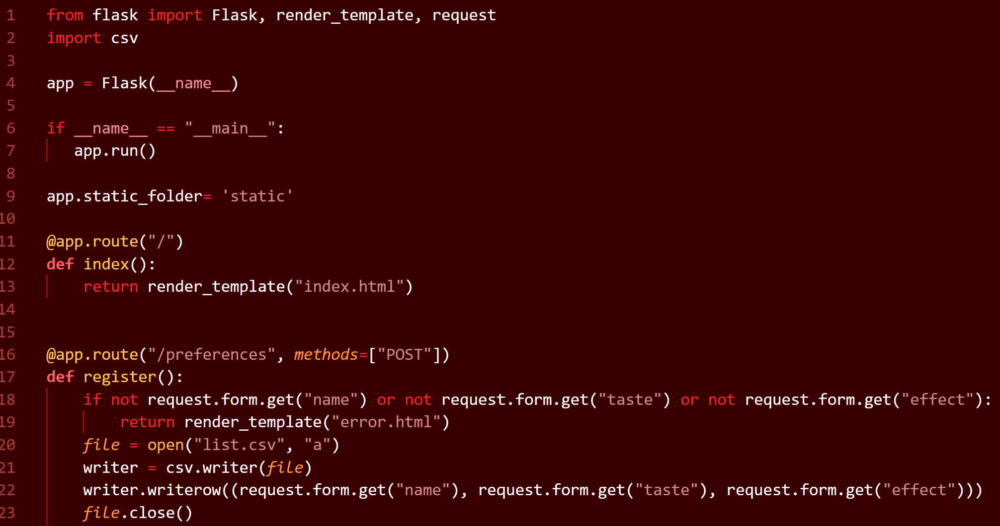 1 from flask import Flask, render_template, request
2 import csv
3
4 app = Flask(__name__)
5
6 if __name__ == "__main__":
7 app.run()
8
9 app.static_folder= 'static'
10
11 @app.route("/")
12 def index():
13 return render_template("index.html")
14
15
16 @app.route("/preferences", methods=["POST"])
17 def register():
18 if not request.form.get("name") or not request.form.get("taste") or not request.form.get("effect"):
19 return render_template("error.html")
20 file = open("list.csv", "a")
21 writer = csv.writer(file)
22 writer.writerow((request.form.get("name"), request.form.get("taste"), request.form.get("effect")))
23 file.close()